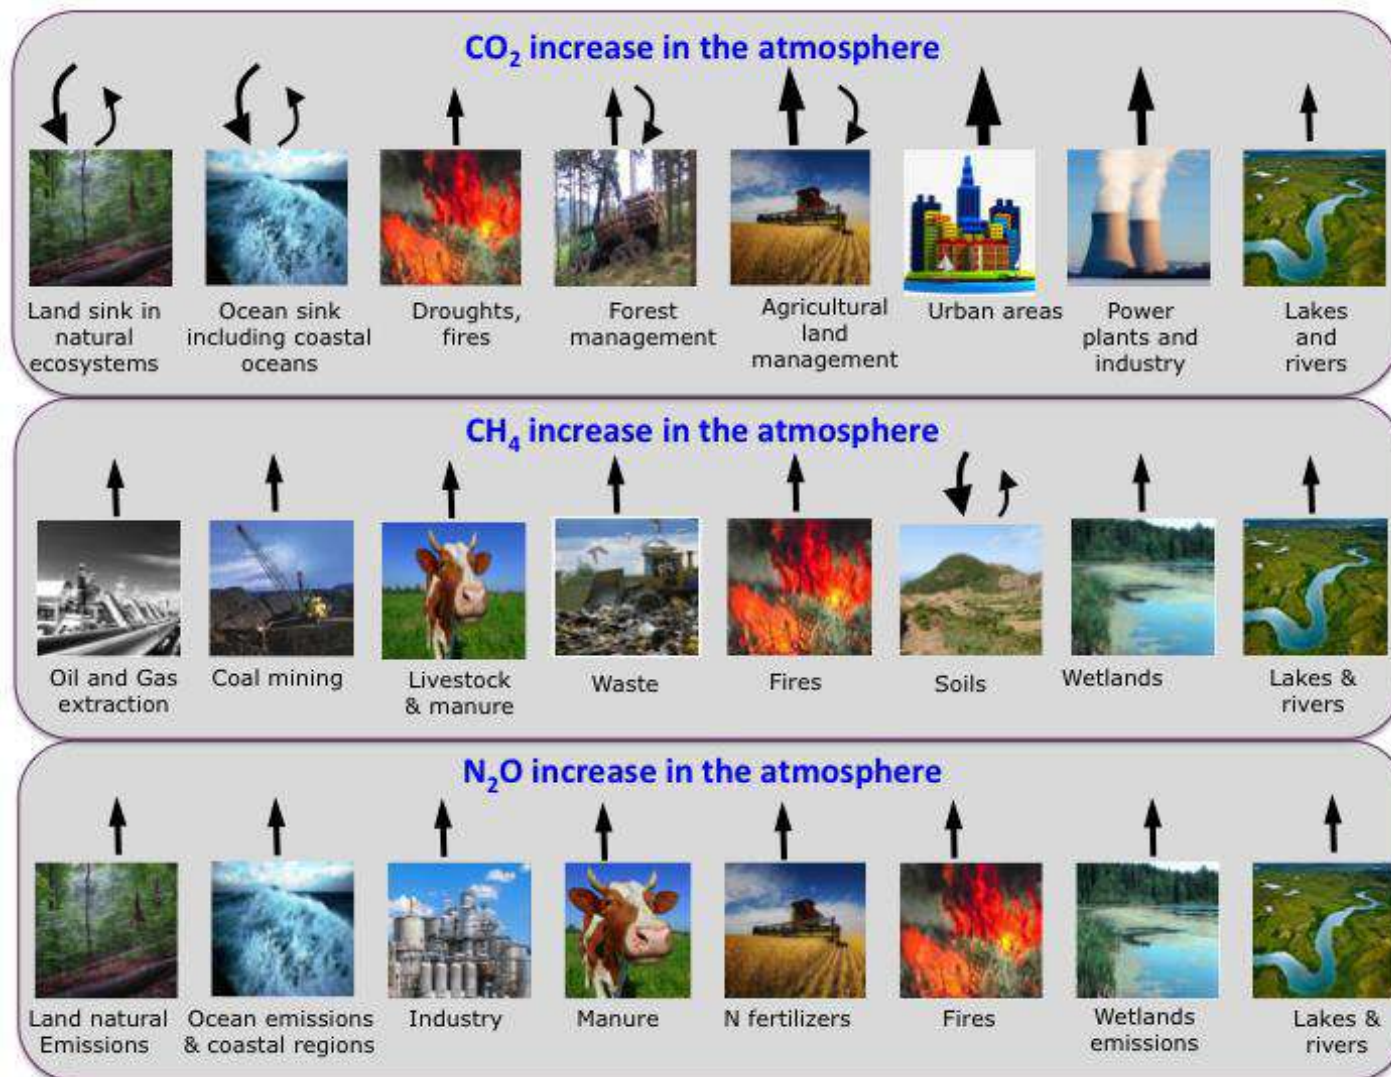 CO₂ increase in the atmosphere
Land sink in
natural
ecosystems
Ocean sink
including coastal
oceans
Droughts,
fires
Forest
management
Agricultural
land
management
Urban areas
Power
plants and
industry
Lakes
and
rivers
CH₄ increase in the atmosphere
Oil and Gas
extraction
Coal mining
Livestock
& manure
Waste
Fires
Soils
Wetlands
Lakes &
rivers
N₂O increase in the atmosphere
Land natural
Emissions
Ocean emissions
& coastal regions
Industry
Manure
N fertilizers
Fires
Wetlands
emissions
Lakes &
rivers